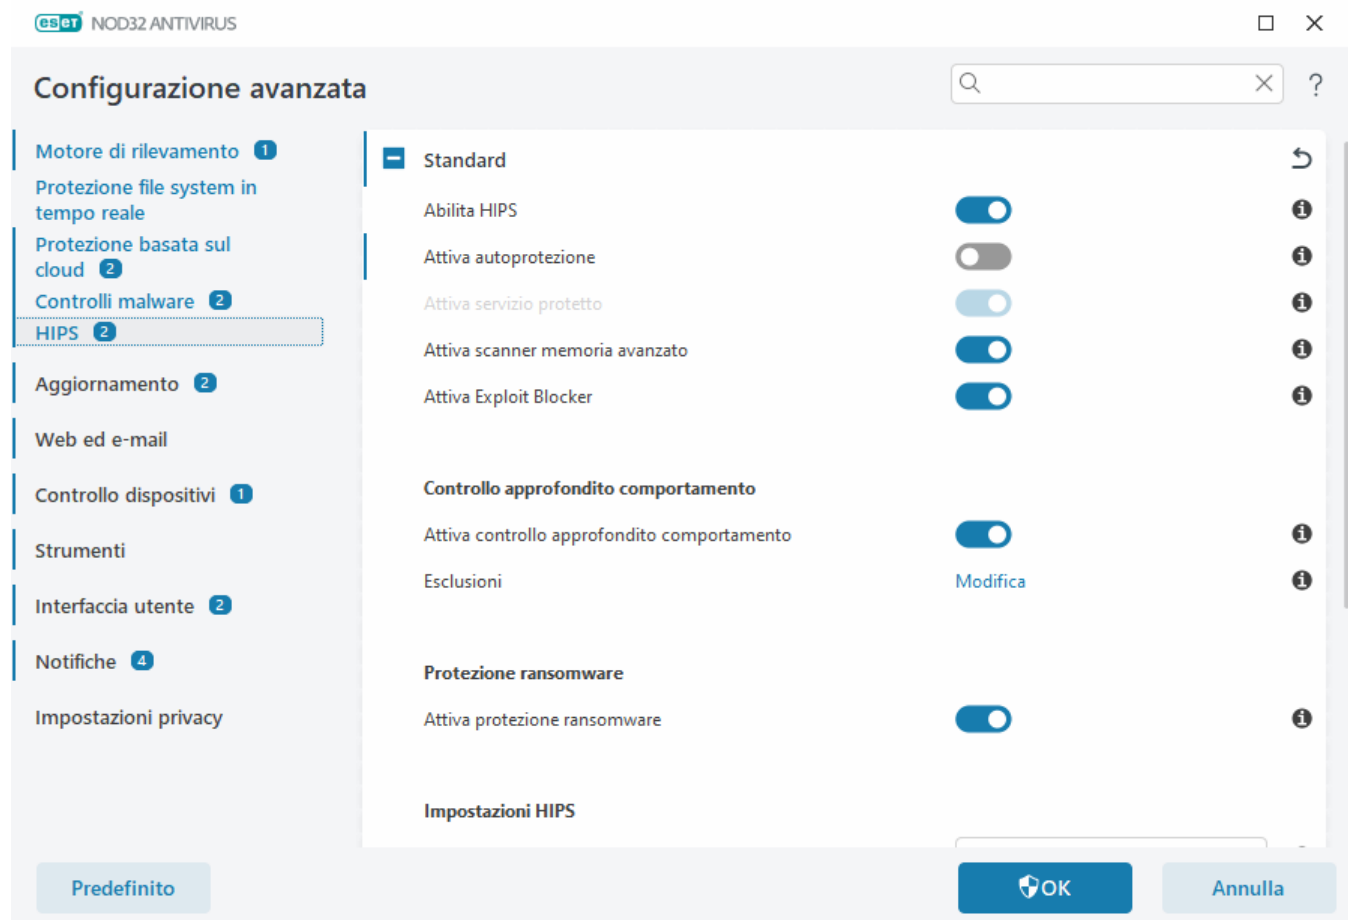 eset NOD32 ANTIVIRUS
Configurazione avanzata
?
Motore di rilevamento 1
Protezione file system in
tempo reale
Protezione basata sul
cloud 2
Controlli malware 2
HIPS 2
Aggiornamento 2
Web ed e-mail
Controllo dispositivi 1
Strumenti
Interfaccia utente 2
Notifiche 4
Impostazioni privacy
Standard
Abilita HIPS
Attiva autoprotezione
Attiva servizio protetto
Attiva scanner memoria avanzato
Attiva Exploit Blocker
Controllo approfondito comportamento
Attiva controllo approfondito comportamento
Esclusioni Modifica
Protezione ransomware
Attiva protezione ransomware
Impostazioni HIPS
Predefinito OK Annulla